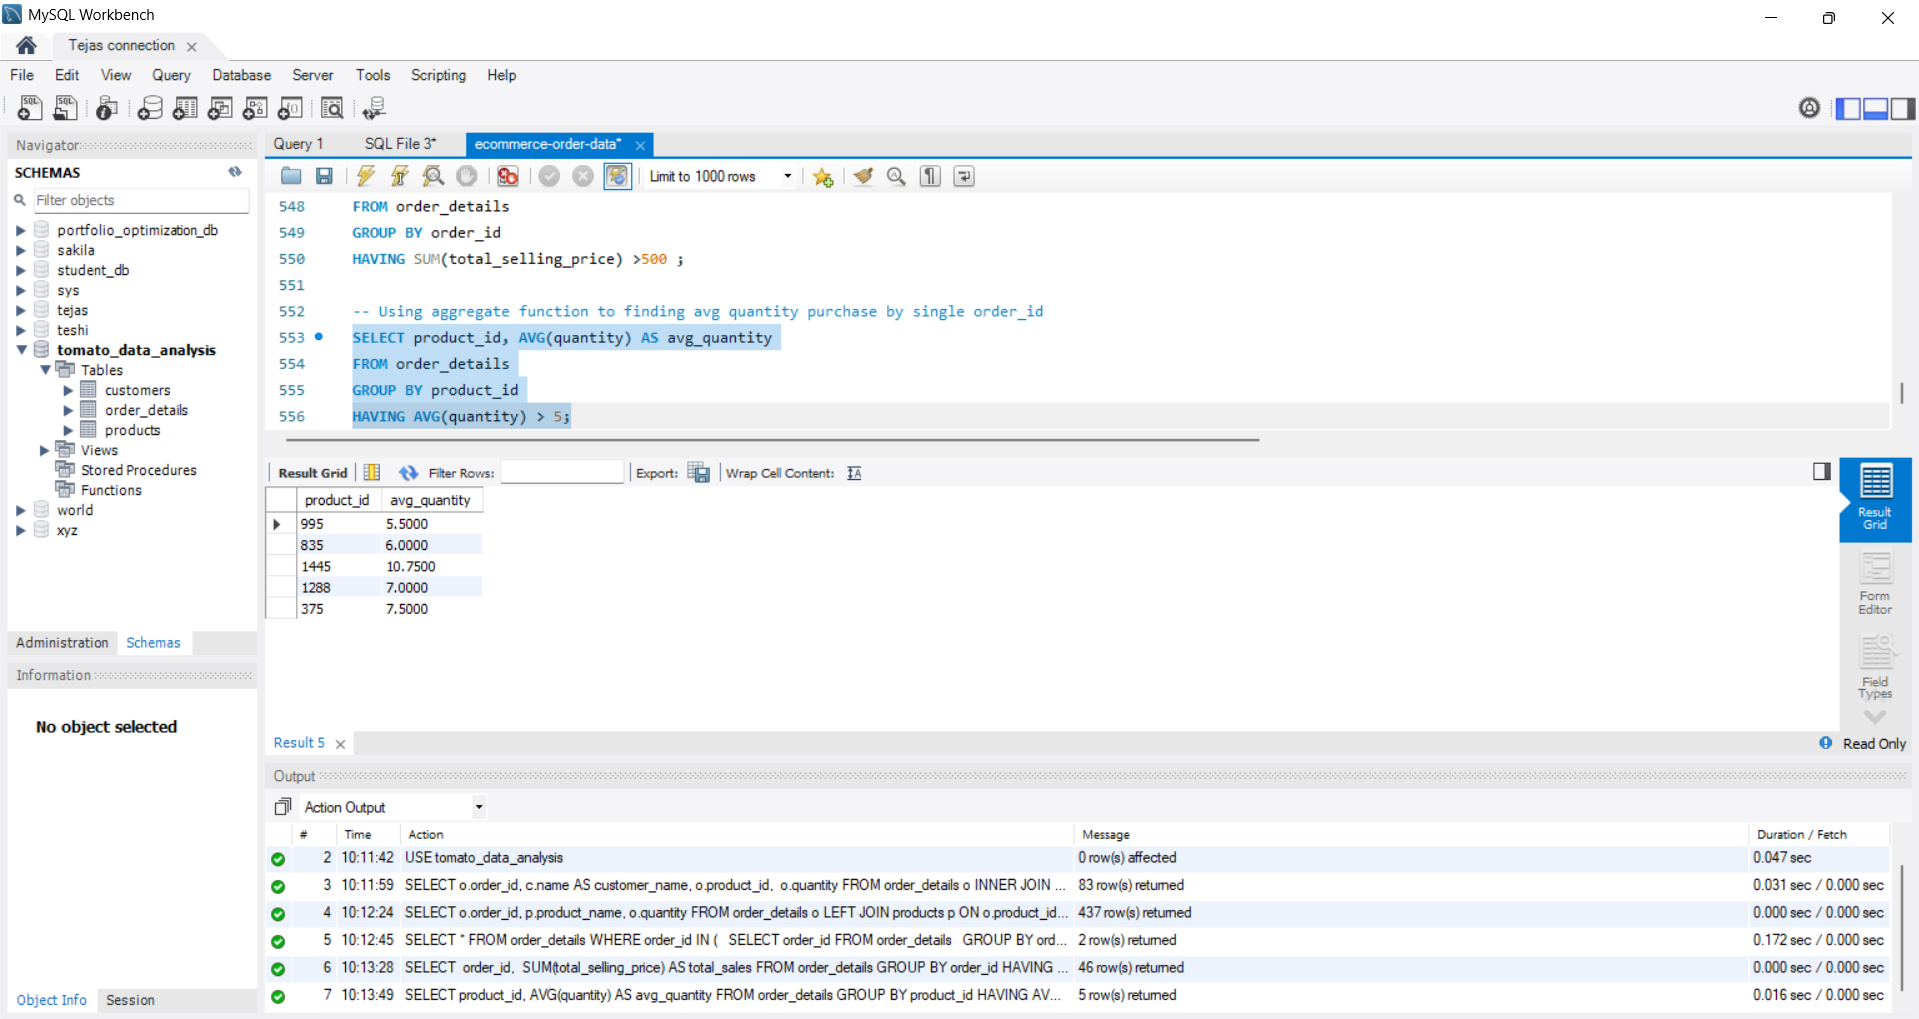 MySQL Workbench
Tejas connection
File Edit View Query Database Server Tools Scripting Help
Navigator
SCHEMAS
Filter objects
portfolio_optimization_db
sakila
student_db
sys
tejas
teshi
tomato_data_analysis
Tables
customers
order_details
products
Views
Stored Procedures
Functions
world
xyz
Administration Schemas
Information
No object selected
Object Info Session
Query 1 SQL File 3* ecommerce-order-data*
Limit to 1000 rows
548 FROM order_details
549 GROUP BY order_id
550 HAVING SUM(total_selling_price) >500 ;
551
552 -- Using aggregate function to finding avg quantity purchase by single order_id
553 SELECT product_id, AVG(quantity) AS avg_quantity
554 FROM order_details
555 GROUP BY product_id
556 HAVING AVG(quantity) > 5;
Result Grid Filter Rows: Export: Wrap Cell Content:
product_id avg_quantity
995 5.5000
835 6.0000
1445 10.7500
1288 7.0000
375 7.5000
Result
Grid
Form
Editor
Field
Types
Result 5
Read Only
Output
Action Output
# Time Action Message Duration / Fetch
2 10:11:42 USE tomato_data_analysis 0 row(s) affected 0.047 sec
3 10:11:59 SELECT o.order_id, c.name AS customer_name, o.product_id, o.quantity FROM order_details o INNER JOIN ... 83 row(s) returned 0.031 sec / 0.000 sec
4 10:12:24 SELECT o.order_id, p.product_name, o.quantity FROM order_details o LEFT JOIN products p ON o.product_id... 437 row(s) returned 0.000 sec / 0.000 sec
5 10:12:45 SELECT * FROM order_details WHERE order_id IN ( SELECT order_id FROM order_details GROUP BY ord... 2 row(s) returned 0.172 sec / 0.000 sec
6 10:13:28 SELECT order_id, SUM(total_selling_price) AS total_sales FROM order_details GROUP BY order_id HAVING ... 46 row(s) returned 0.000 sec / 0.000 sec
7 10:13:49 SELECT product_id, AVG(quantity) AS avg_quantity FROM order_details GROUP BY product_id HAVING AV... 5 row(s) returned 0.016 sec / 0.000 sec